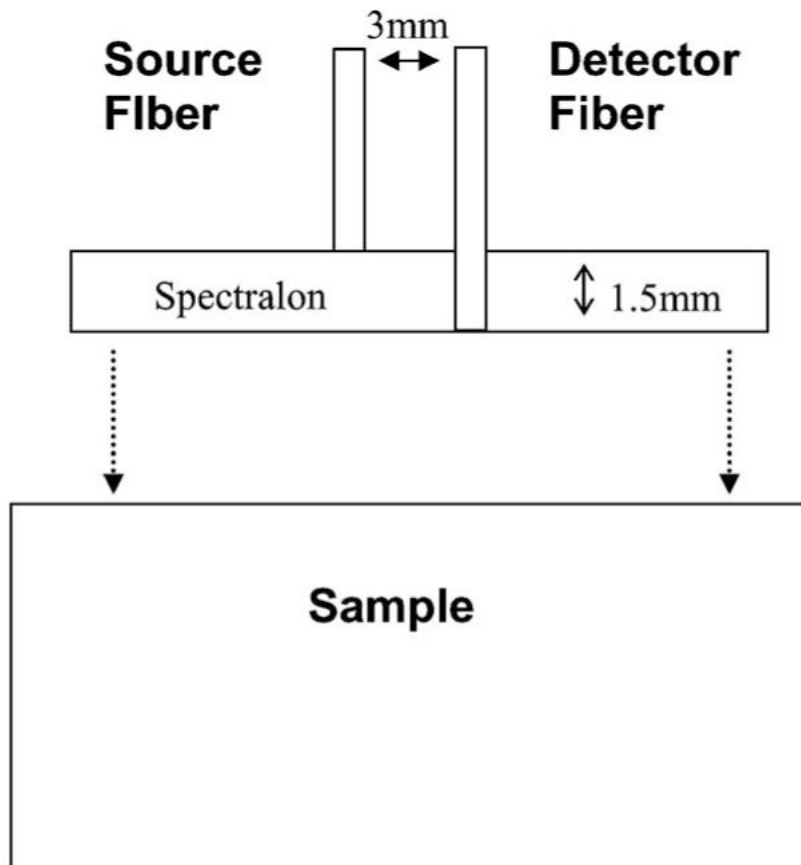 3mm
Source
FIber
Detector
Fiber
Spectralon
1.5mm
Sample